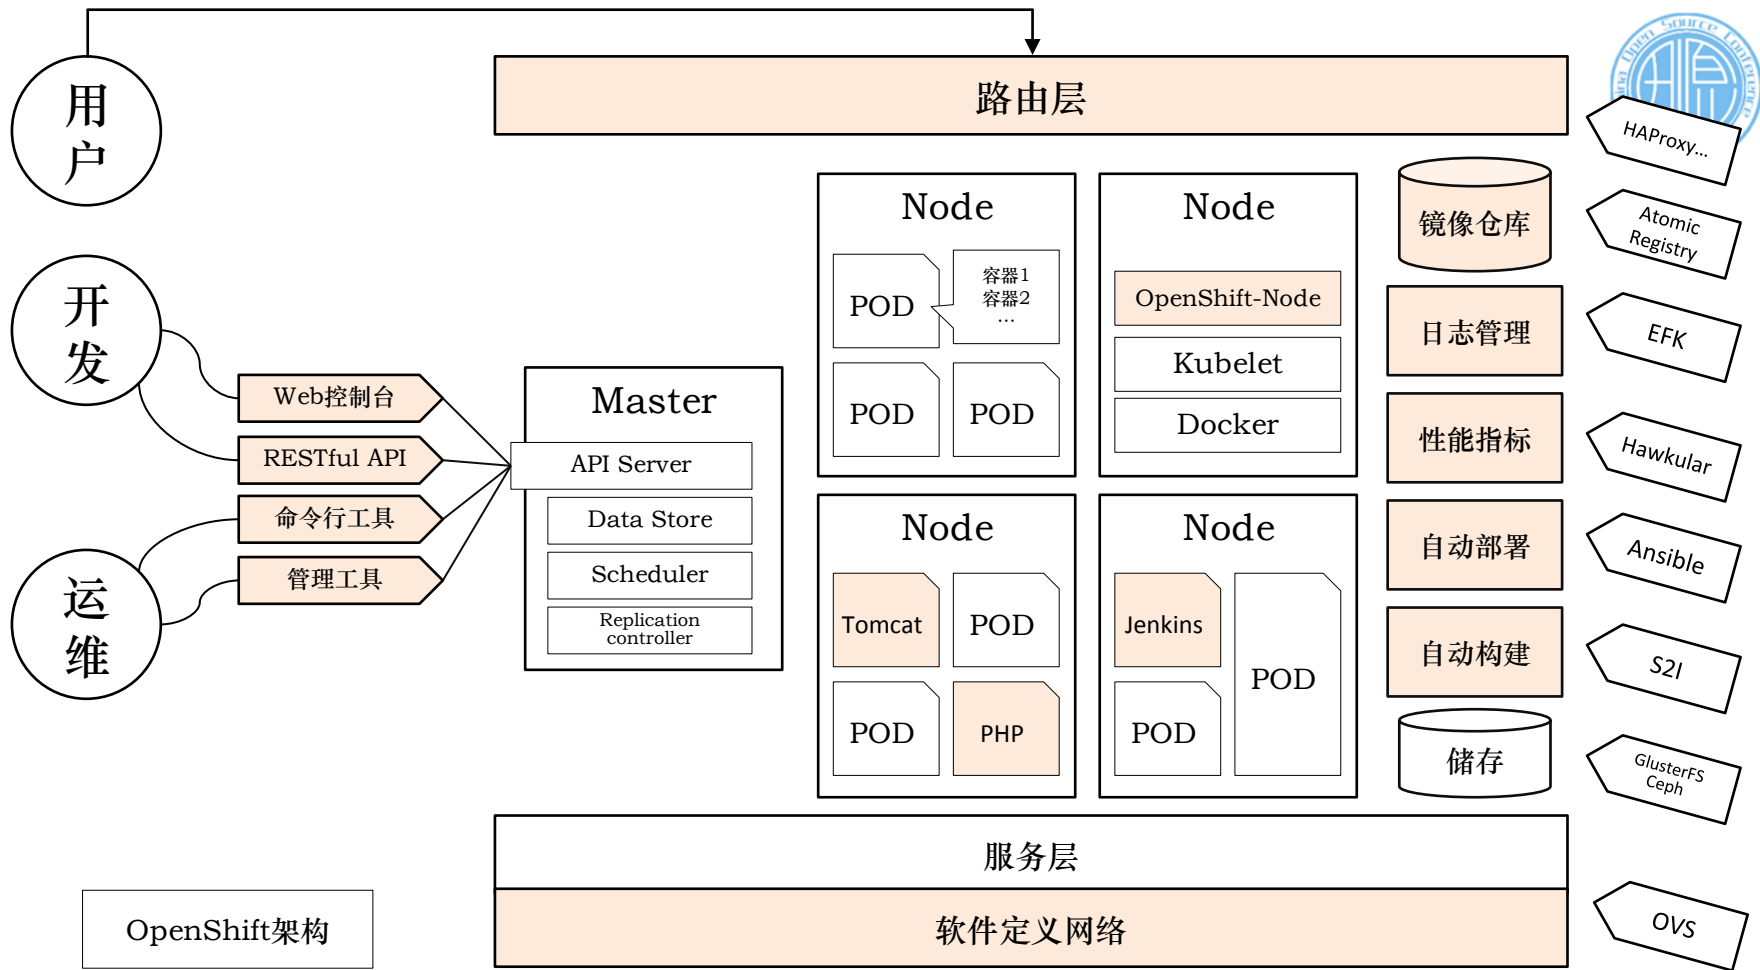 用
户
路由层
China Open Source Conference
HAProxy...
开
发
Web控制台
RESTful API
命令行工具
管理工具
运
维
Master
API Server
Data Store
Scheduler
Replication
controller
Node
POD
容器1
容器2
...
POD
POD
Node
OpenShift-Node
Kubelet
Docker
Node
Tomcat
POD
POD
PHP
Node
Jenkins
POD
POD
镜像仓库
Atomic
Registry
日志管理
EFK
性能指标
Hawkular
自动部署
Ansible
自动构建
S2I
储存
GlusterFS
Ceph
服务层
软件定义网络
OVS
OpenShift架构